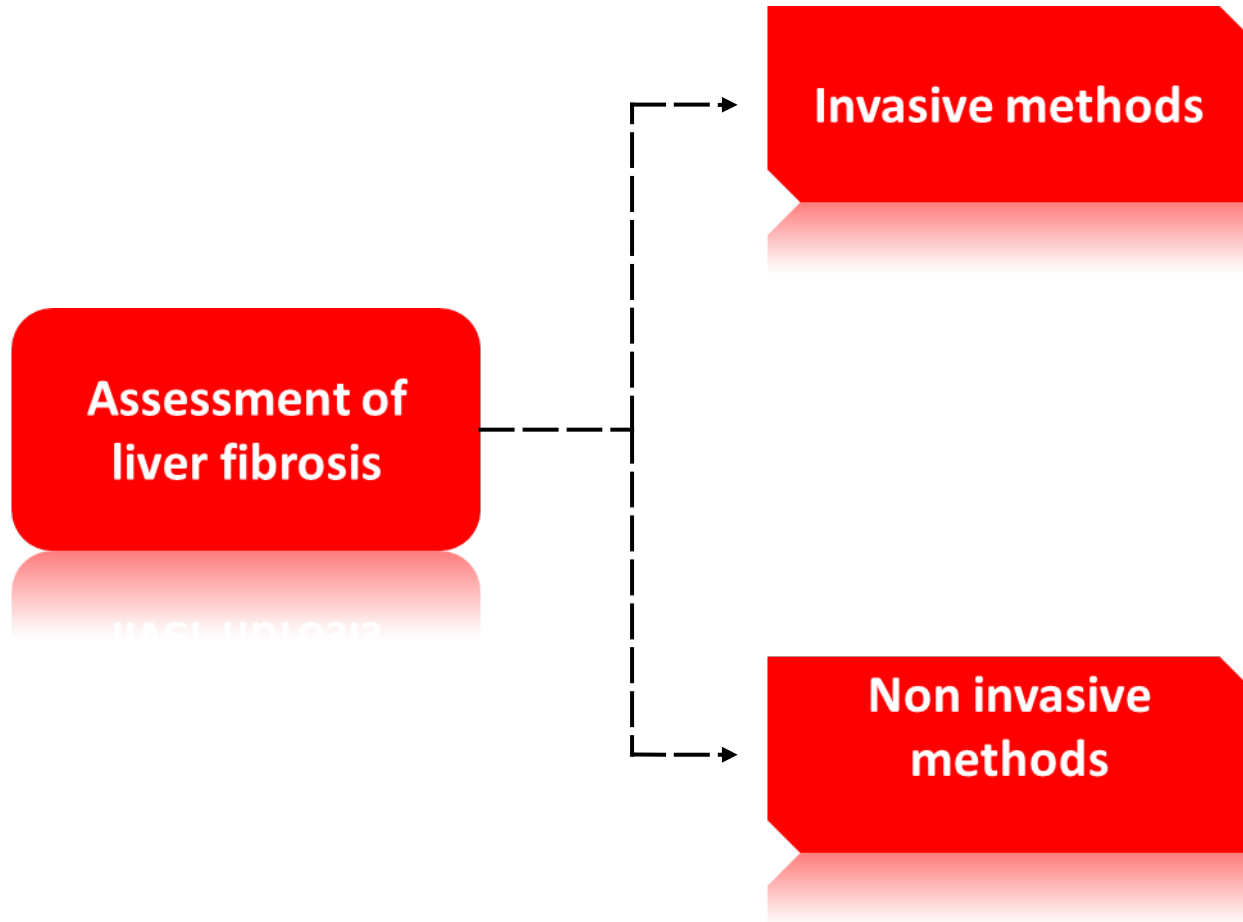 Invasive methods
Assessment of
liver fibrosis
Non invasive
methods